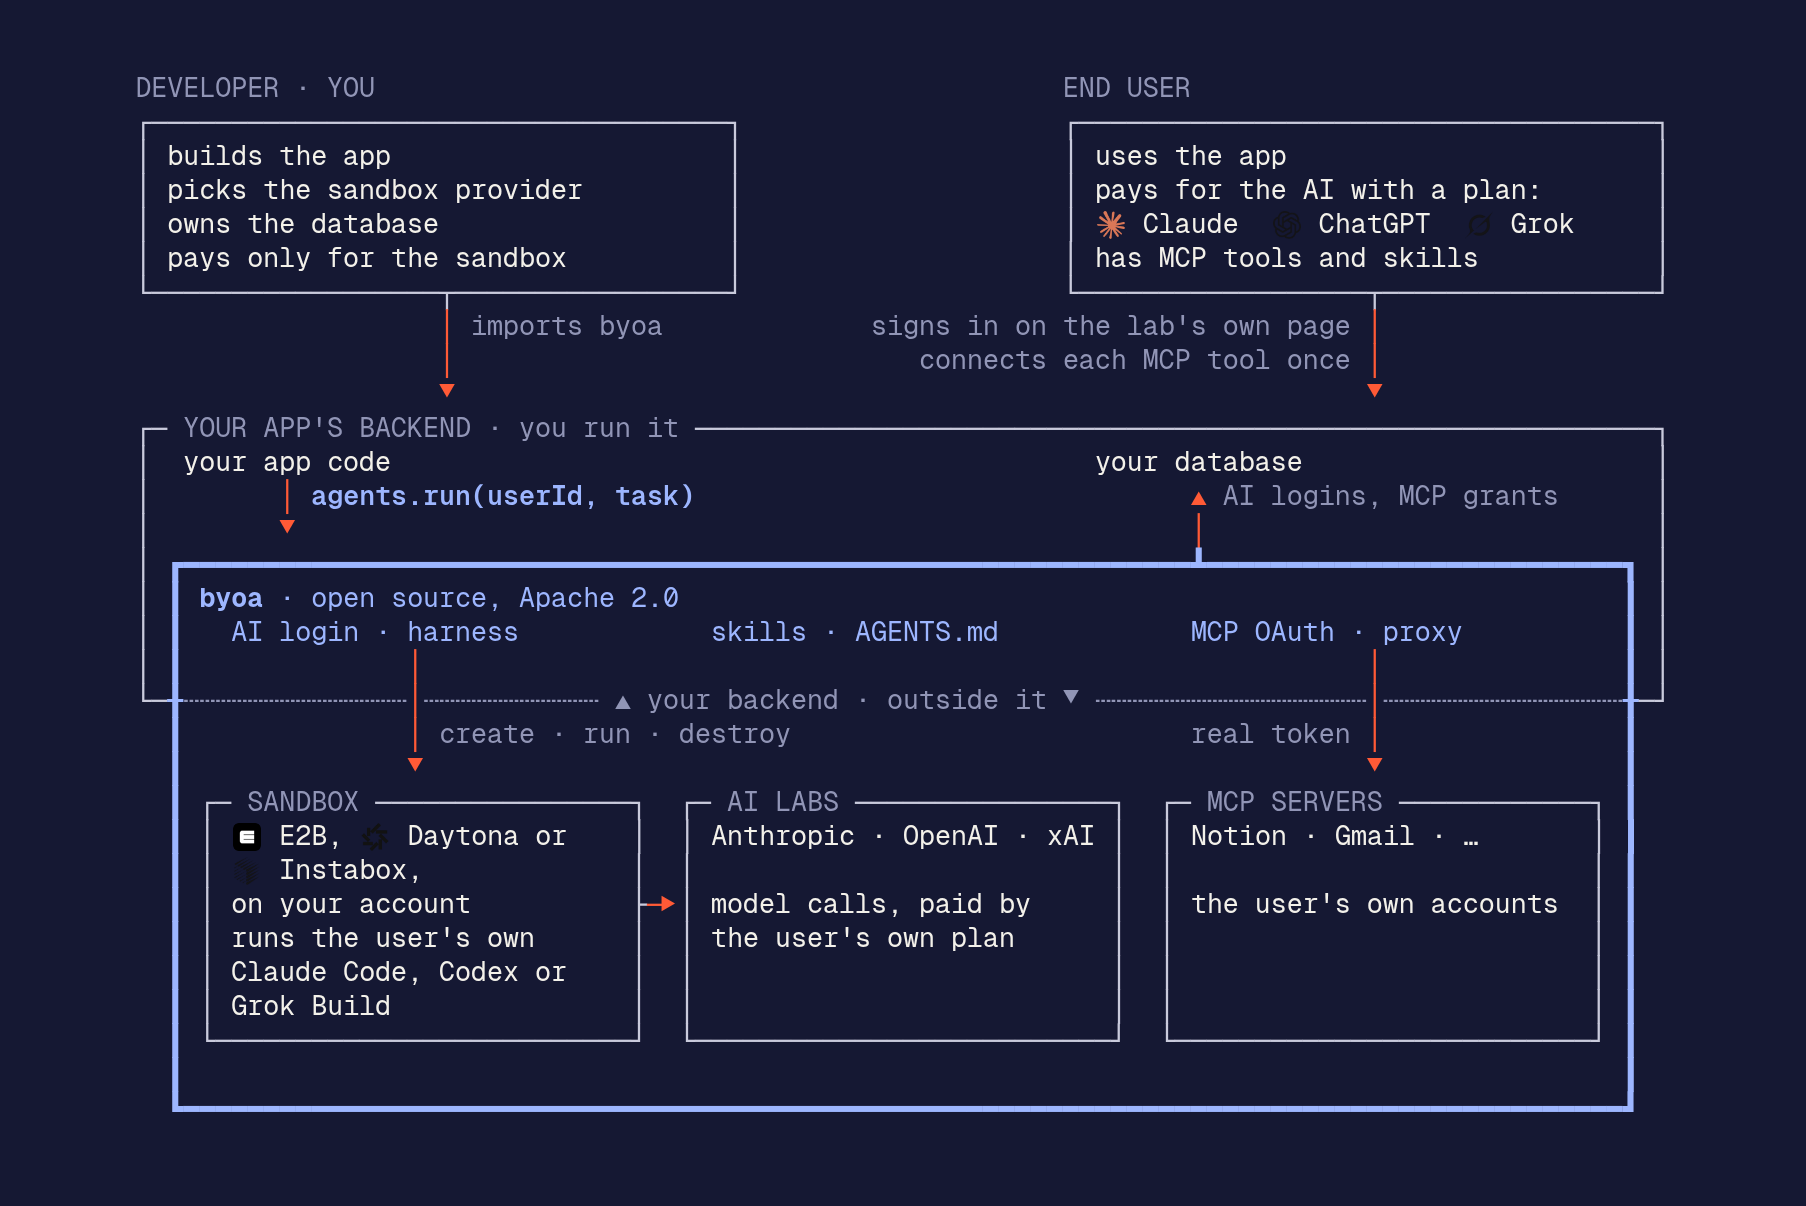 DEVELOPER · YOU
END USER
builds the app
picks the sandbox provider
owns the database
pays only for the sandbox
uses the app
pays for the AI with a plan:
Claude ChatGPT Grok
has MCP tools and skills
imports byoa
signs in on the lab's own page
connects each MCP tool once
YOUR APP'S BACKEND · you run it
your app code
agents.run(userId, task)
your database
AI logins, MCP grants
byoa · open source, Apache 2.0
AI login · harness
skills · AGENTS.md
MCP OAuth · proxy
▲ your backend · outside it ▼
create · run · destroy
real token
SANDBOX
E2B, Daytona or
Instabox,
on your account
runs the user's own
Claude Code, Codex or
Grok Build
AI LABS
Anthropic · OpenAI · xAI
model calls, paid by
the user's own plan
MCP SERVERS
Notion · Gmail · …
the user's own accounts